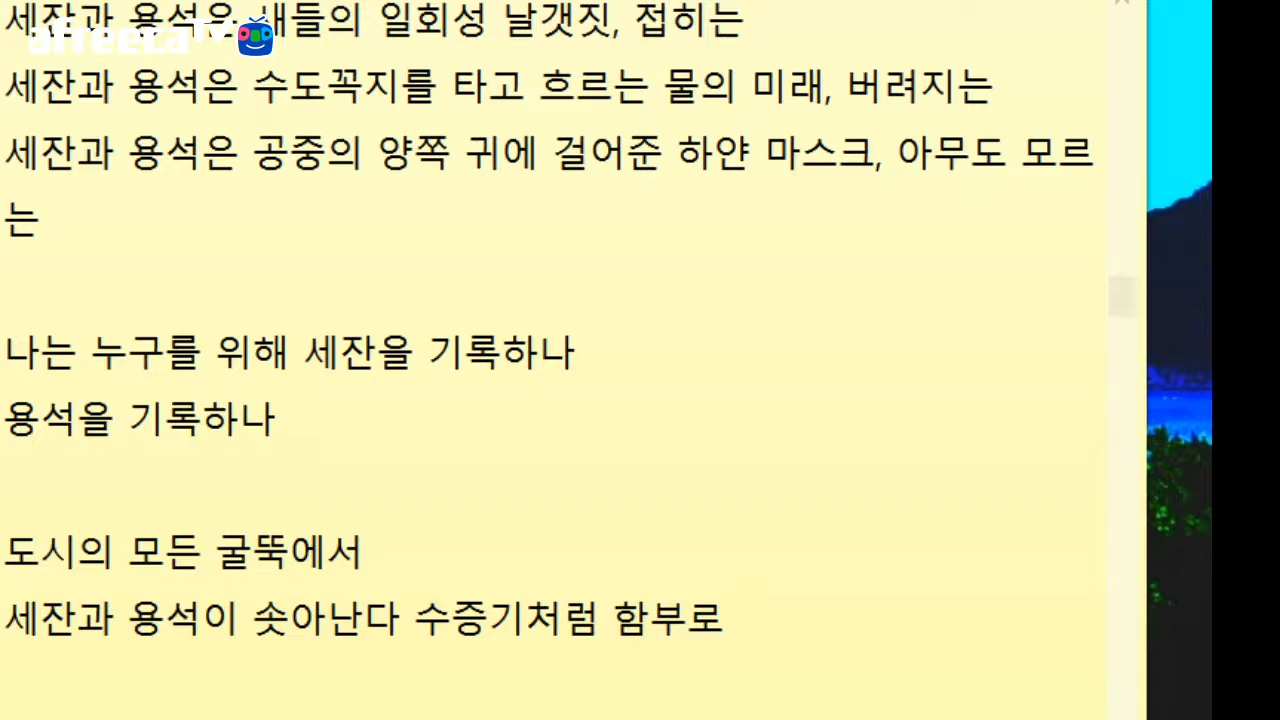 세잔과 용석은 새들의 일회성 날갯짓, 접히는
afreecaTV
세잔과 용석은 수도꼭지를 타고 흐르는 물의 미래, 버려지는
세잔과 용석은 공중의 양쪽 귀에 걸어준 하얀 마스크, 아무도 모르
는
나는 누구를 위해 세잔을 기록하나
용석을 기록하나
도시의 모든 굴뚝에서
세잔과 용석이 솟아난다 수증기처럼 함부로